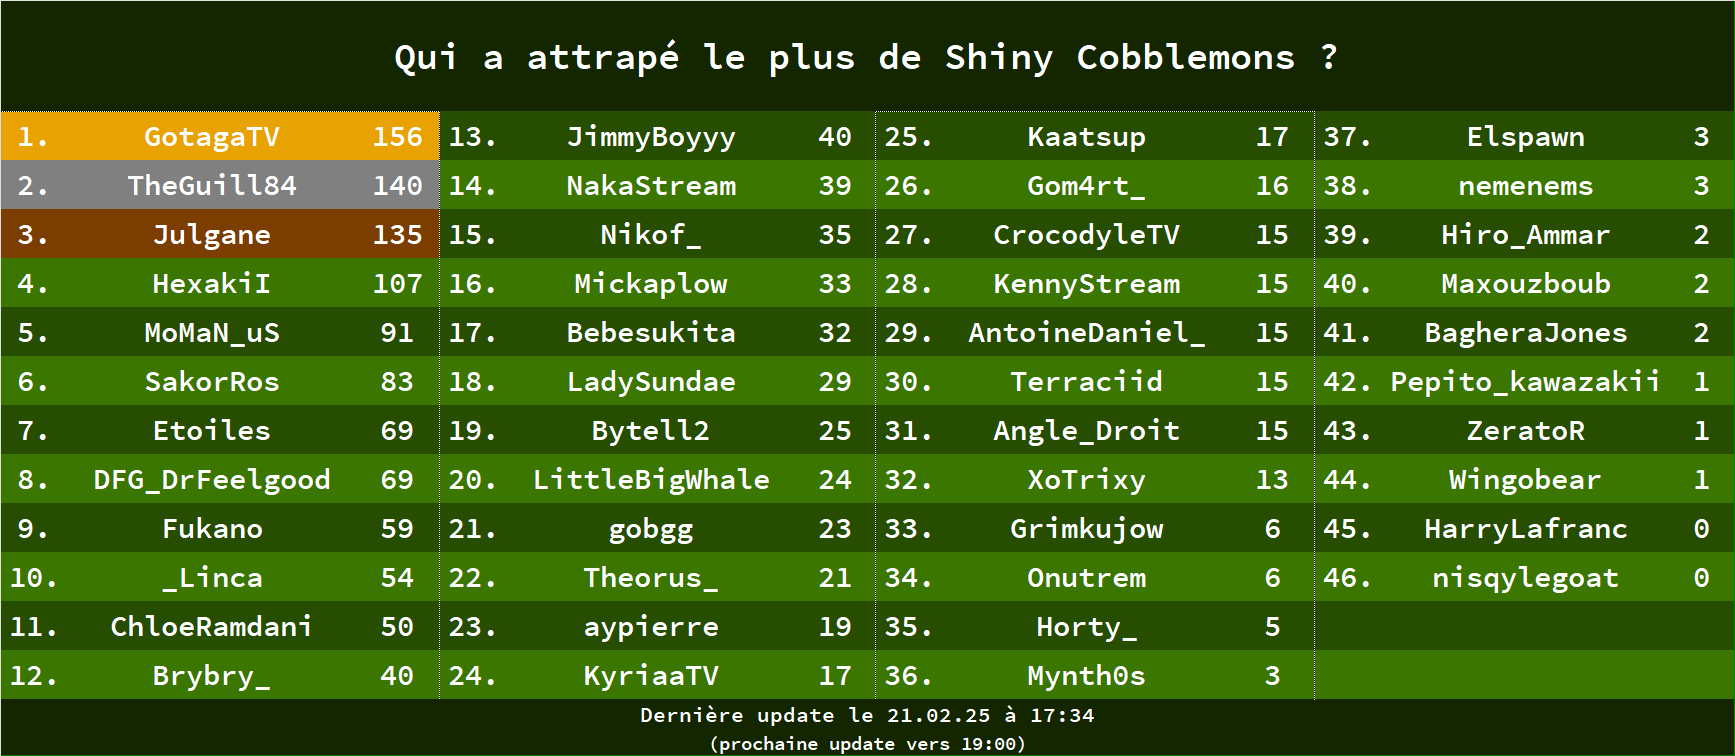 Qui a attrapé le plus de Shiny Cobblemons ?
1. GotagaTV 156
2. TheGuill84 140
3. Julgane 135
4. HexakiI 107
5. MoMaN_uS 91
6. SakorRos 83
7. Etoiles 69
8. DFG_DrFeelgood 69
9. Fukano 59
10. _Linca 54
11. ChloeRamdani 50
12. Brybry_ 40
13. JimmyBoyyy 40
14. NakaStream 39
15. Nikof_ 35
16. Mickaplow 33
17. Bebesukita 32
18. LadySundae 29
19. Bytell2 25
20. LittleBigWhale 24
21. gobgg 23
22. Theorus_ 21
23. aypierre 19
24. KyriaaTV 17
25. Kaatsup 17
26. Gom4rt_ 16
27. CrocodyleTV 15
28. KennyStream 15
29. AntoineDaniel_ 15
30. Terraciid 15
31. Angle_Droit 15
32. XoTrixy 13
33. Grimkujow 6
34. Onutrem 6
35. Horty_ 5
36. Mynth0s 3
37. Elspawn 3
38. nemenems 3
39. Hiro_Ammar 2
40. Maxouzboub 2
41. BagheraJones 2
42. Pepito_kawazakii 1
43. ZeratoR 1
44. Wingobear 1
45. HarryLafranc 0
46. nisqylegoat 0
Dernière update le 21.02.25 à 17:34
(prochaine update vers 19:00)